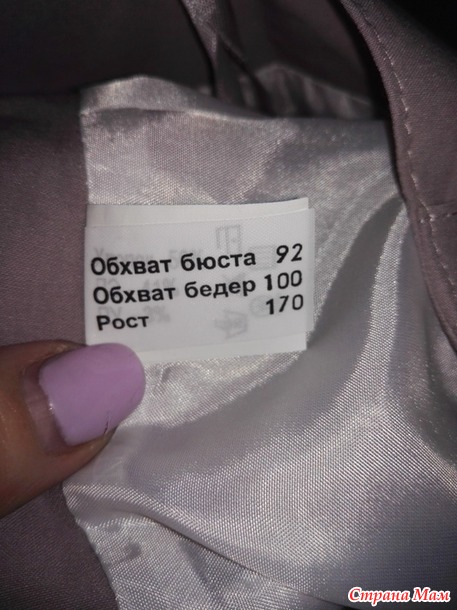 Обхват бюста 92
Обхват бедер 100
Рост 170
Страна Мам